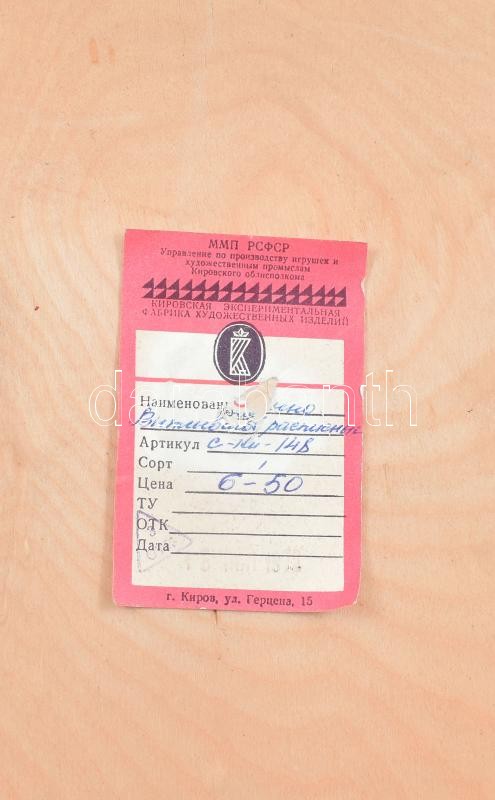 ММП РСФСР
Управление по производству игрушек и
художественным промыслам
Кировского облисполкома
КИРОВСКАЯ ЭКСПЕРИМЕНТАЛЬНАЯ
ФАБРИКА ХУДОЖЕСТВЕННЫХ ИЗДЕЛИЙ
К
Наименован
Артикул
Сорт 1
Цена 6-50
ТУ
ОТК
Дата
г. Киров, ул. Герцена, 15